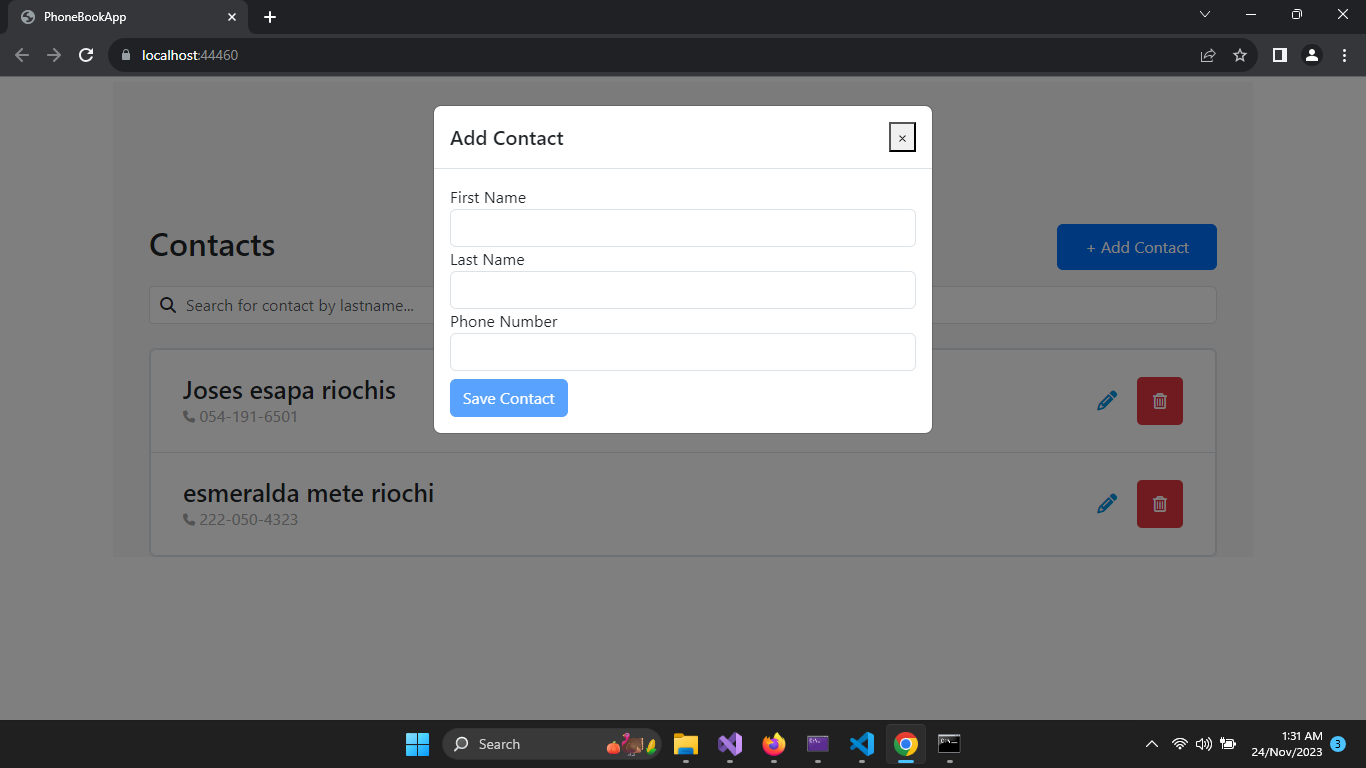 PhoneBookApp
localhost:44460
Add Contact
×
First Name
Last Name
Phone Number
Save Contact
Contacts
+ Add Contact
Search for contact by lastname...
Joses esapa riochis
054-191-6501
esmeralda mete riochi
222-050-4323
Search
1:31 AM
24/Nov/2023
3